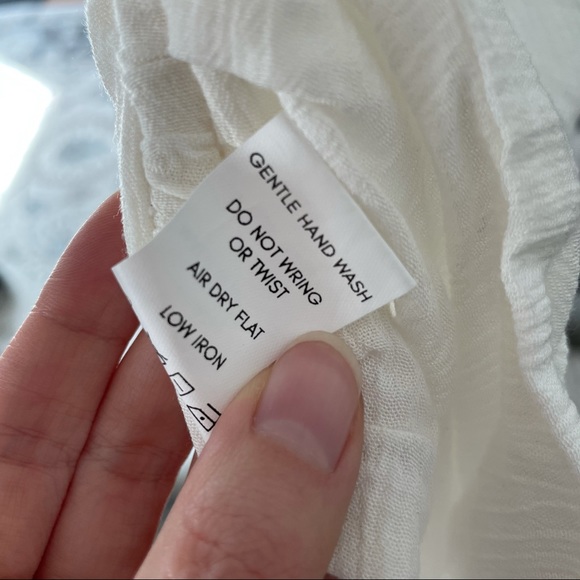 GENTLE HAND WASH
DO NOT WRING
OR TWIST
AIR DRY FLAT
LOW IRON